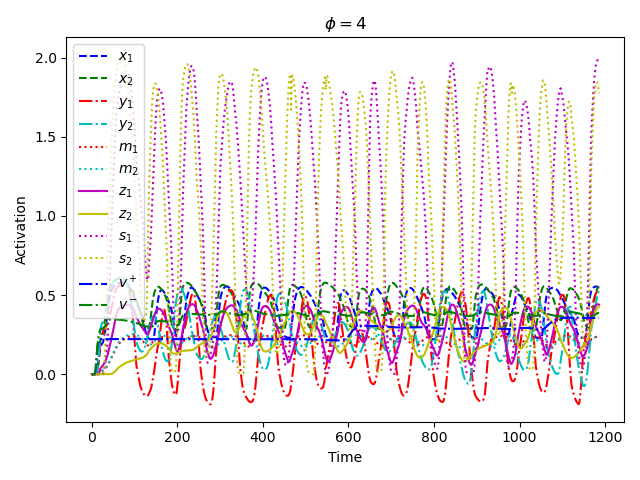 ϕ = 4
Activation
2.0
1.5
1.0
0.5
0.0
x₁
x₂
y₁
y₂
m₁
m₂
z₁
z₂
s₁
s₂
v⁺
v⁻
0 200 400 600 800 1000 1200
Time